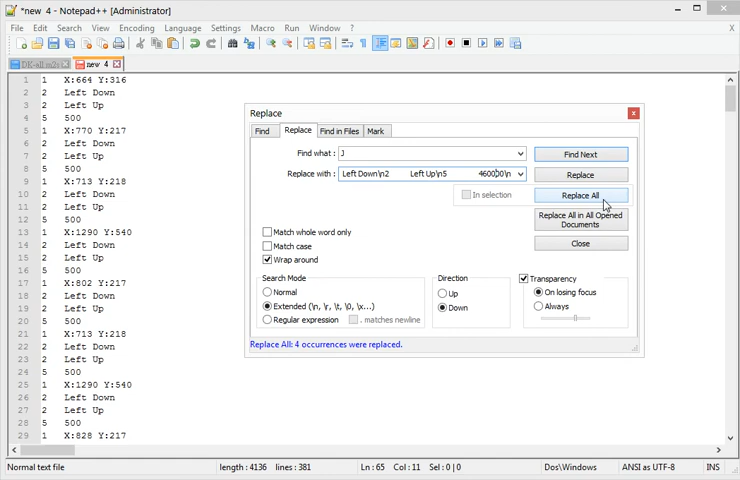 *new 4 - Notepad++ [Administrator]
File Edit Search View Encoding Language Settings Macro Run Window ? X
DK-all.m2s new 4
1 1 X:664 Y:316
2 2 Left Down
3 2 Left Up
4 5 500
5 1 X:770 Y:217
6 2 Left Down
7 2 Left Up
8 5 500
9 1 X:713 Y:218
10 2 Left Down
11 2 Left Up
12 5 500
13 1 X:1290 Y:540
14 2 Left Down
15 2 Left Up
16 5 500
17 1 X:802 Y:217
18 2 Left Down
19 2 Left Up
20 5 500
21 1 X:713 Y:218
22 2 Left Down
23 2 Left Up
24 5 500
25 1 X:1290 Y:540
26 2 Left Down
27 2 Left Up
28 5 500
29 1 X:828 Y:217
Replace
Find Replace Find in Files Mark
Find what : J Find Next
Replace with : Left Down\n2 Left Up\n5 460000\n Replace
In selection Replace All
Replace All in All Opened
Documents
Close
Match whole word only
Match case
Wrap around
Search Mode
Normal
Extended (\n, \r, \t, \0, \x...)
Regular expression . matches newline
Direction
Up
Down
Transparency
On losing focus
Always
Replace All: 4 occurrences were replaced.
Normal text file length : 4136 lines : 381 Ln : 65 Col : 11 Sel : 0 | 0 Dos\Windows ANSI as UTF-8 INS